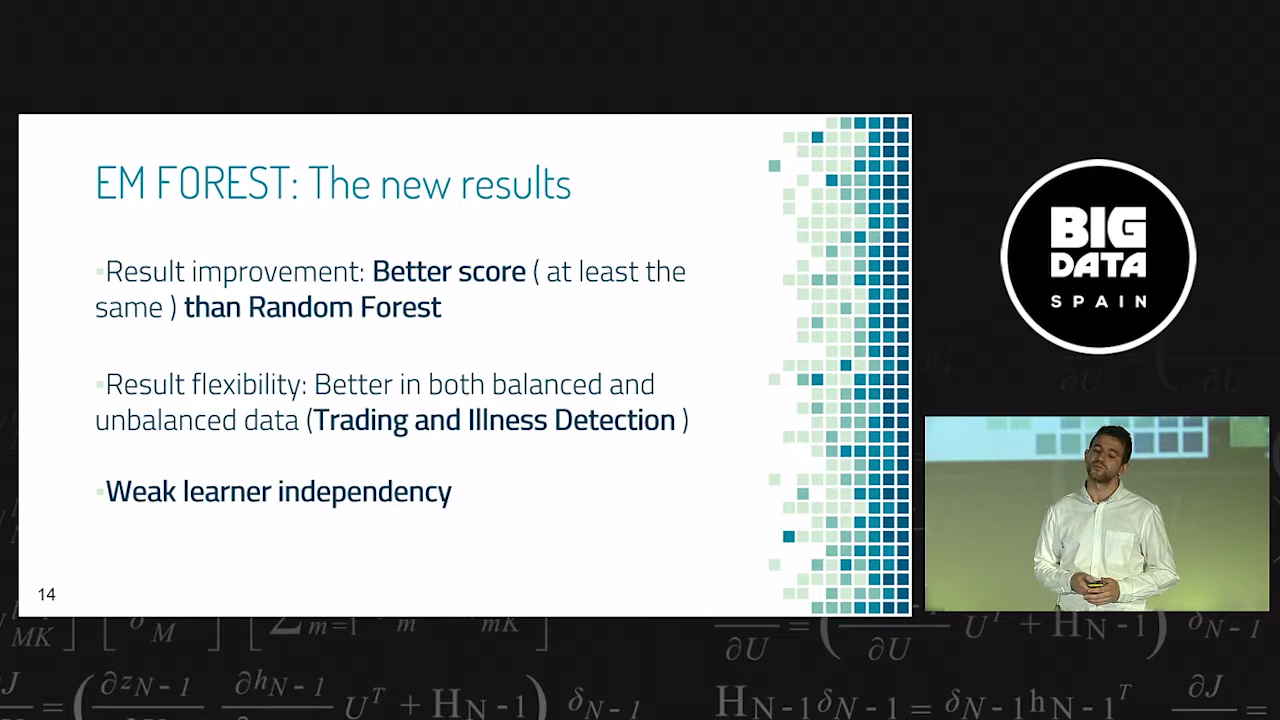 EM FOREST: The new results
Result improvement: Better score ( at least the
same ) than Random Forest
Result flexibility: Better in both balanced and
unbalanced data (Trading and Illness Detection )
Weak learner independency
14
BIG
DATA
SPAIN